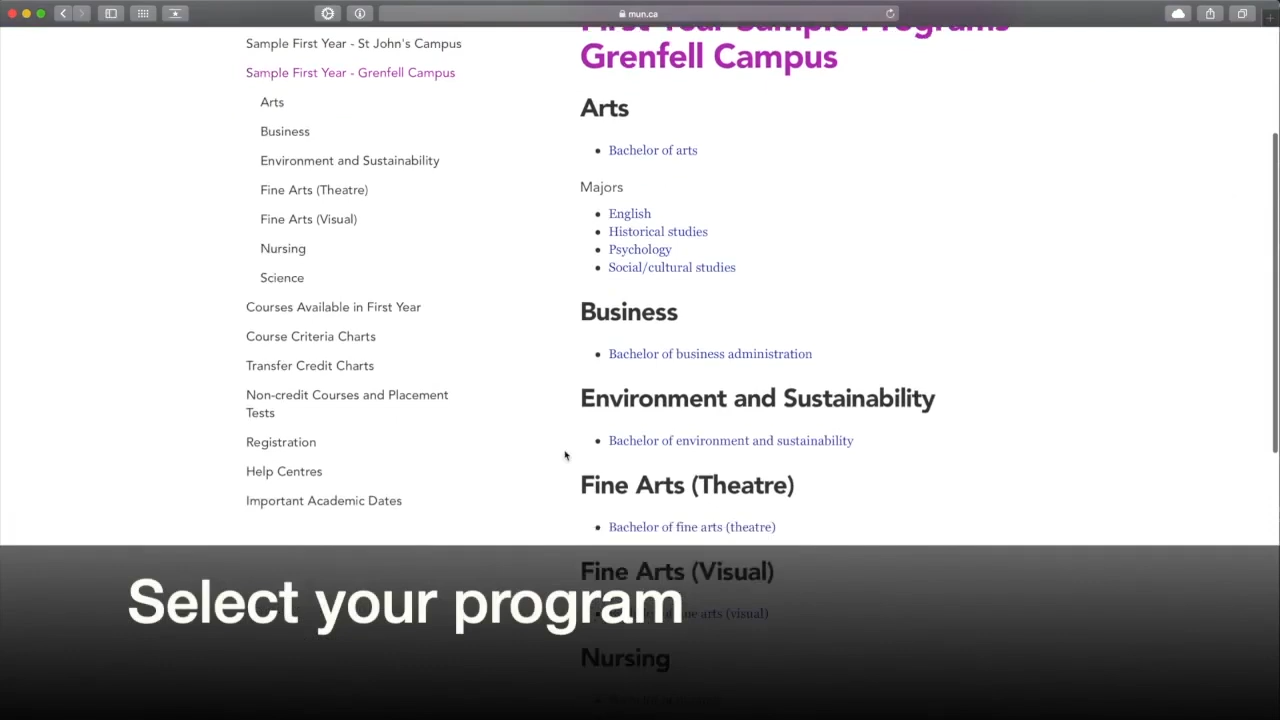 mun.ca
Sample First Year - St John's Campus
Sample First Year - Grenfell Campus
Arts
Business
Environment and Sustainability
Fine Arts (Theatre)
Fine Arts (Visual)
Nursing
Science
Courses Available in First Year
Course Criteria Charts
Transfer Credit Charts
Non-credit Courses and Placement
Tests
Registration
Help Centres
Important Academic Dates
First Year Sample Programs
Grenfell Campus
Arts
Bachelor of arts
Majors
English
Historical studies
Psychology
Social/cultural studies
Business
Bachelor of business administration
Environment and Sustainability
Bachelor of environment and sustainability
Fine Arts (Theatre)
Bachelor of fine arts (theatre)
Fine Arts (Visual)
fine arts (visual)
Nursing
Select your program